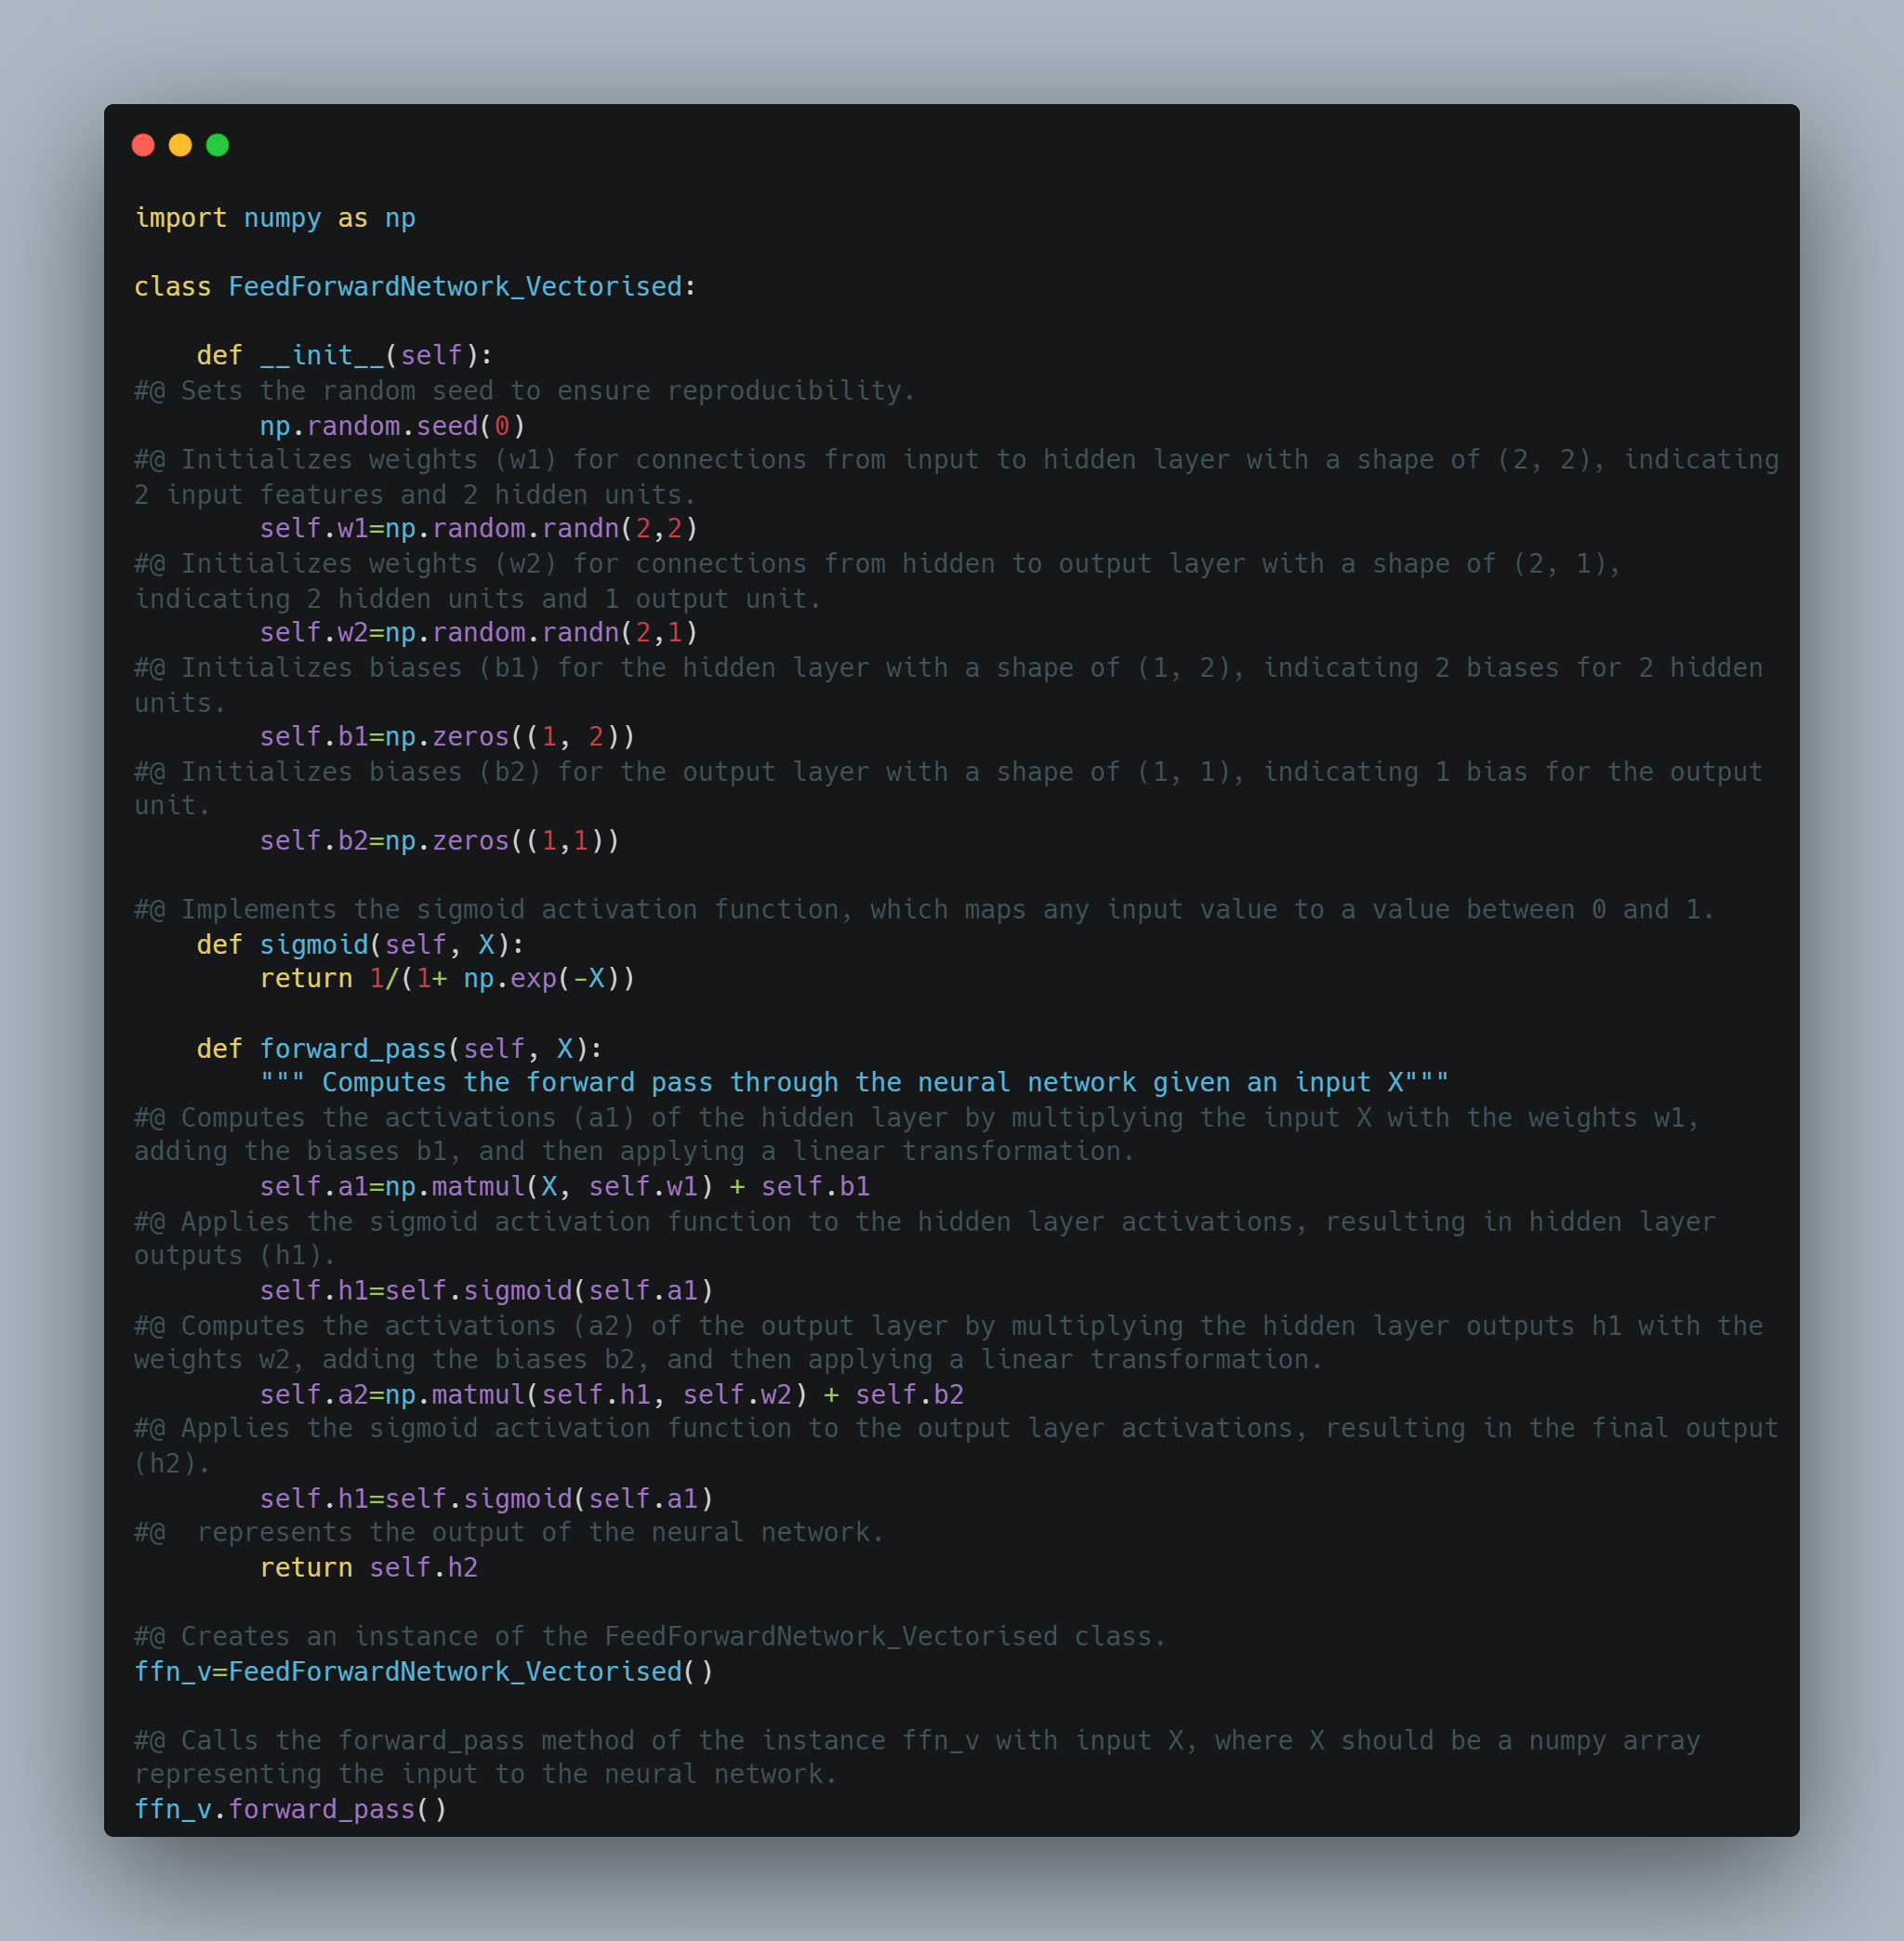 import numpy as np
class FeedForwardNetwork_Vectorised:
    def __init__(self):
#@ Sets the random seed to ensure reproducibility.
        np.random.seed(0)
#@ Initializes weights (w1) for connections from input to hidden layer with a shape of (2, 2), indicating
2 input features and 2 hidden units.
        self.w1=np.random.randn(2,2)
#@ Initializes weights (w2) for connections from hidden to output layer with a shape of (2, 1),
indicating 2 hidden units and 1 output unit.
        self.w2=np.random.randn(2,1)
#@ Initializes biases (b1) for the hidden layer with a shape of (1, 2), indicating 2 biases for 2 hidden
units.
        self.b1=np.zeros((1, 2))
#@ Initializes biases (b2) for the output layer with a shape of (1, 1), indicating 1 bias for the output
unit.
        self.b2=np.zeros((1,1))
#@ Implements the sigmoid activation function, which maps any input value to a value between 0 and 1.
    def sigmoid(self, X):
        return 1/(1+ np.exp(-X))
    def forward_pass(self, X):
        """ Computes the forward pass through the neural network given an input X"""
#@ Computes the activations (a1) of the hidden layer by multiplying the input X with the weights w1,
adding the biases b1, and then applying a linear transformation.
        self.a1=np.matmul(X, self.w1) + self.b1
#@ Applies the sigmoid activation function to the hidden layer activations, resulting in hidden layer
outputs (h1).
        self.h1=self.sigmoid(self.a1)
#@ Computes the activations (a2) of the output layer by multiplying the hidden layer outputs h1 with the
weights w2, adding the biases b2, and then applying a linear transformation.
        self.a2=np.matmul(self.h1, self.w2) + self.b2
#@ Applies the sigmoid activation function to the output layer activations, resulting in the final output
(h2).
        self.h1=self.sigmoid(self.a1)
#@  represents the output of the neural network.
        return self.h2
#@ Creates an instance of the FeedForwardNetwork_Vectorised class.
ffn_v=FeedForwardNetwork_Vectorised()
#@ Calls the forward_pass method of the instance ffn_v with input X, where X should be a numpy array
representing the input to the neural network.
ffn_v.forward_pass()